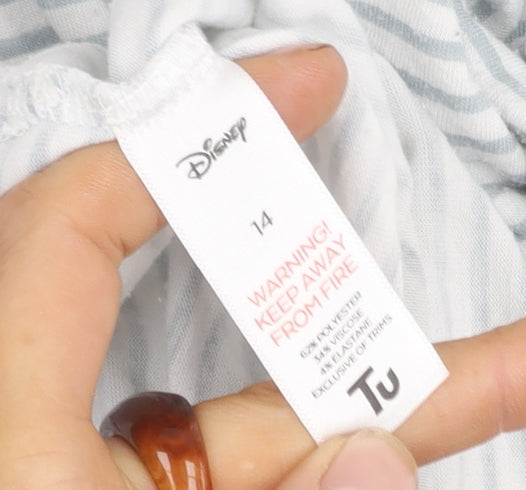 Disney
14
WARNING!
KEEP AWAY
FROM FIRE
62% POLYESTER
34% VISCOSE
4% ELASTANE
EXCLUSIVE OF TRIMS
Tu